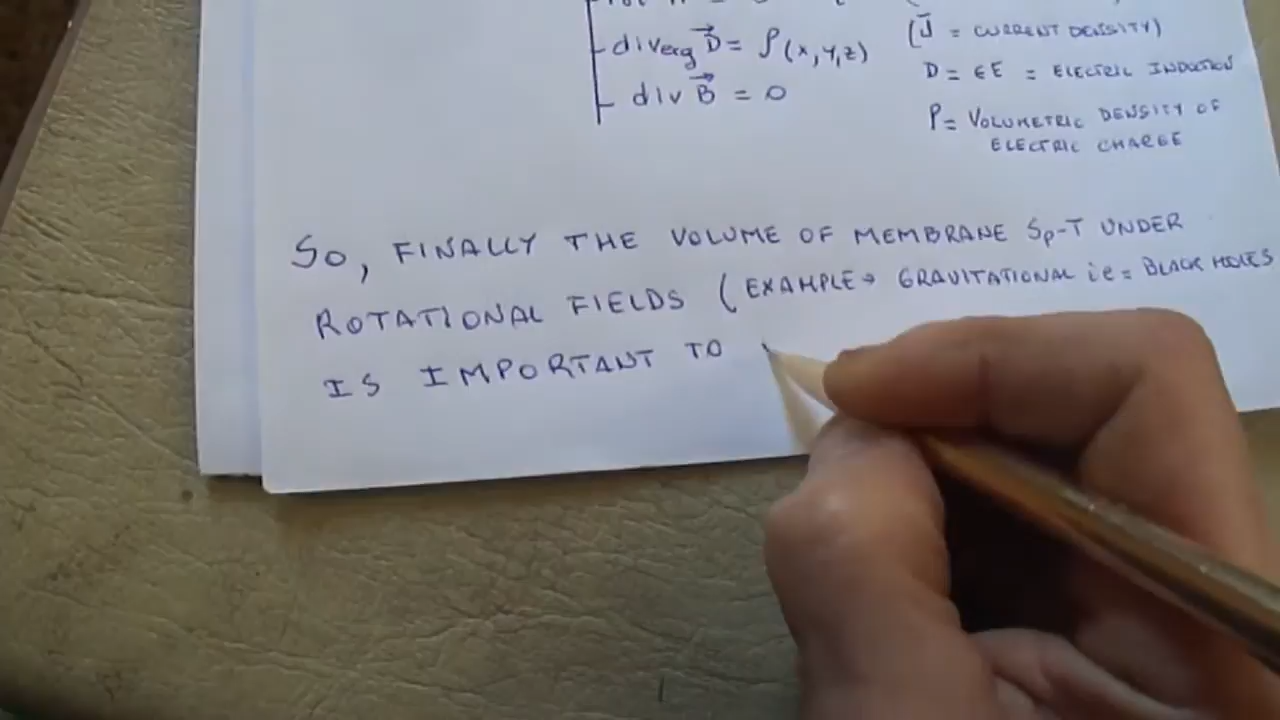 diverg D⃗ = ρ(x,y,z)
div B⃗ = 0
(J̄ = CURRENT DENSITY)
D = ϵE = ELECTRIC INDUCTION
ρ = VOLUMETRIC DENSITY OF
ELECTRIC CHARGE
SO, FINALLY THE VOLUME OF MEMBRANE Sp-T UNDER
ROTATIONAL FIELDS (EXAMPLE→ GRAVITATIONAL ie = BLACK HOLES
IS IMPORTANT TO